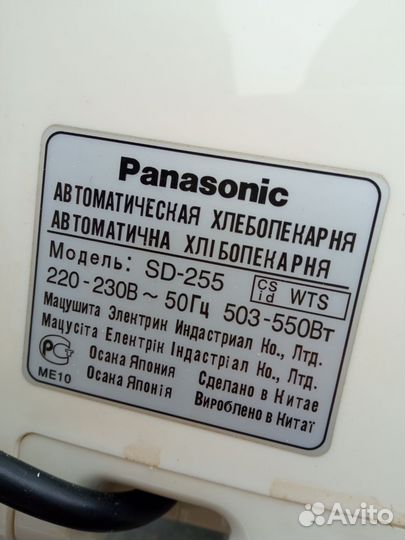 Panasonic
АВТОМАТИЧЕСКАЯ ХЛЕБОПЕКАРНЯ
АВТОМАТИЧНА ХЛІБОПЕКАРНЯ
Модель: SD-255 CS id WTS
220-230В ~ 50Гц 503-550Вт
Мацушита Электрик Индастриал Ко., Лтд.
Мацусіта Електрік Індастріал Ко., Лтд.
Осака Япония Сделано в Китае
Осака Японія Вироблено в Китаї
ME10
Avito